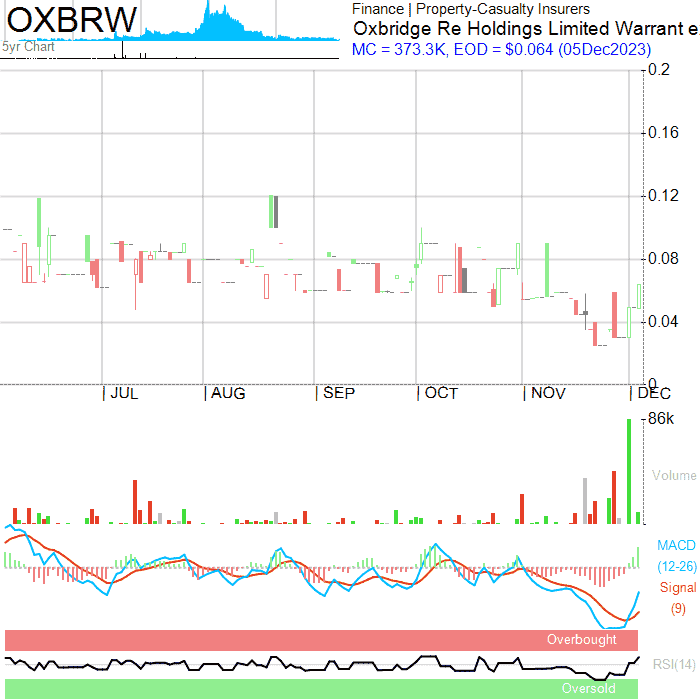 OXBRW
5yr Chart
Finance | Property-Casualty Insurers
Oxbridge Re Holdings Limited Warrant e
MC = 373.3K, EOD = $0.064 (05Dec2023)
0.2
0.16
0.12
0.08
0.04
0
JUL
AUG
SEP
OCT
NOV
DEC
86k
Volume
MACD
(12-26)
Signal
(9)
Overbought
RSI(14)
Oversold